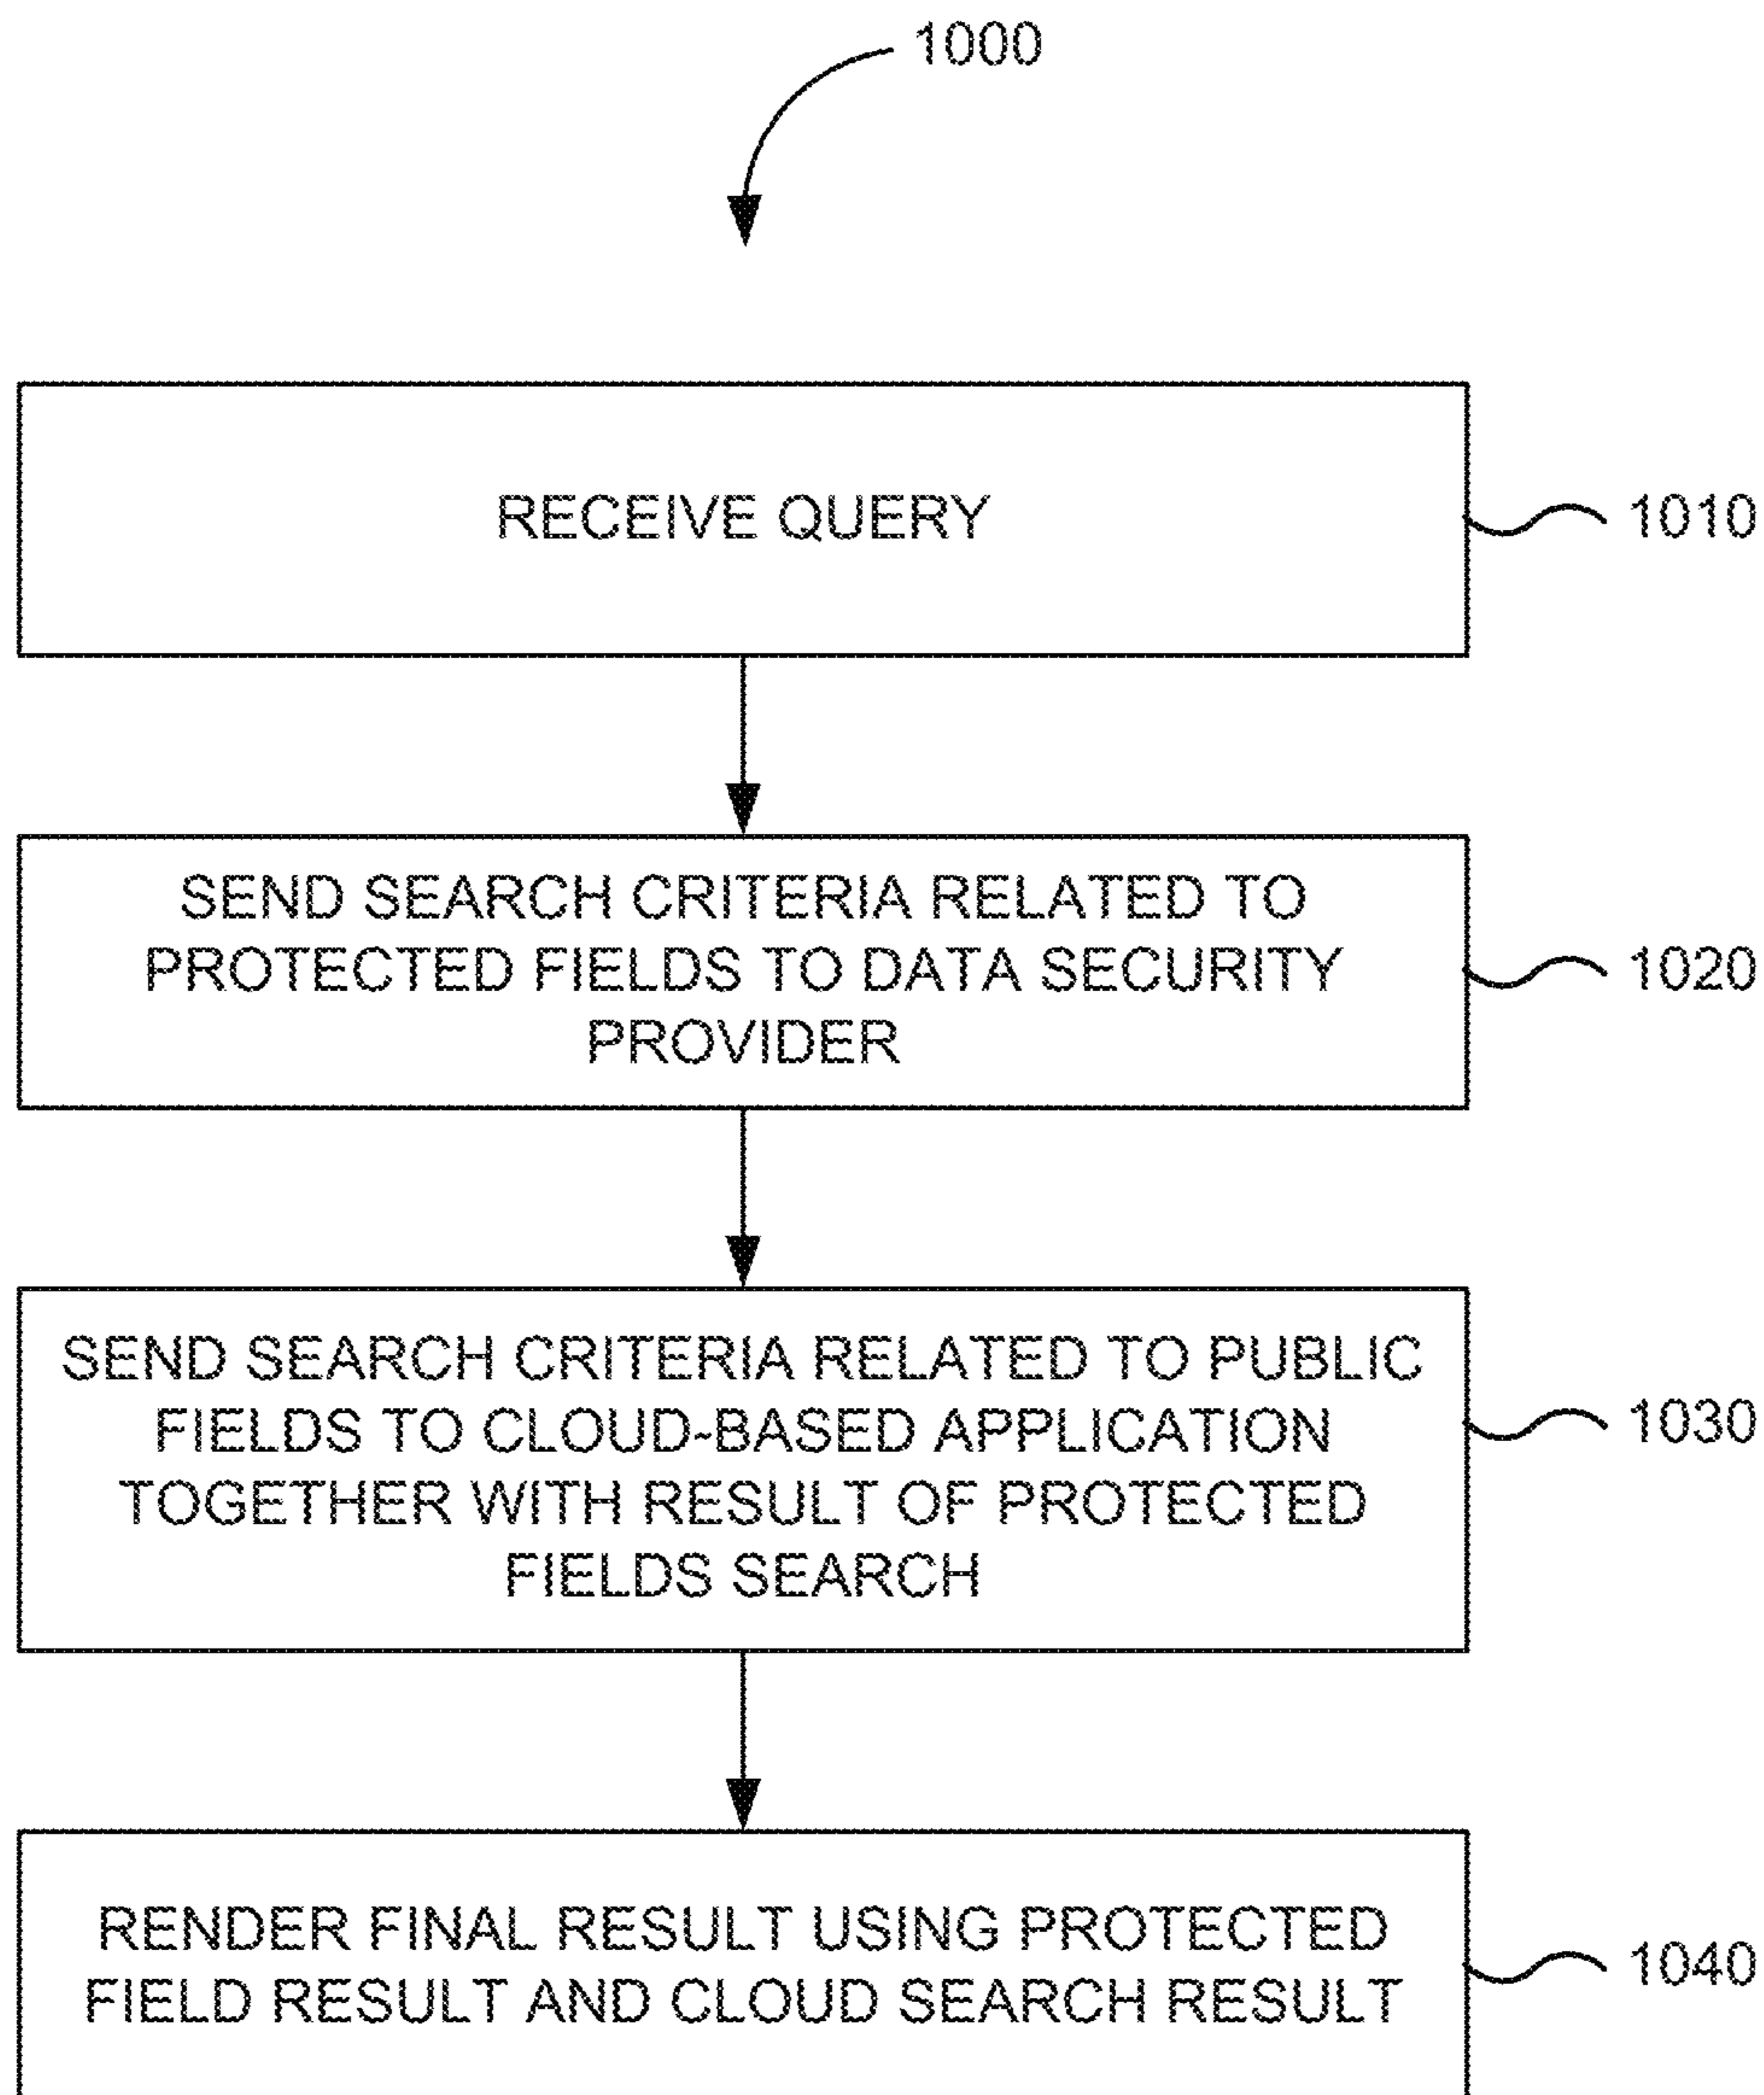 1000
RECEIVE QUERY
1010
SEND SEARCH CRITERIA RELATED TO
PROTECTED FIELDS TO DATA SECURITY
PROVIDER
1020
SEND SEARCH CRITERIA RELATED TO PUBLIC
FIELDS TO CLOUD-BASED APPLICATION
TOGETHER WITH RESULT OF PROTECTED
FIELDS SEARCH
1030
RENDER FINAL RESULT USING PROTECTED
FIELD RESULT AND CLOUD SEARCH RESULT
1040